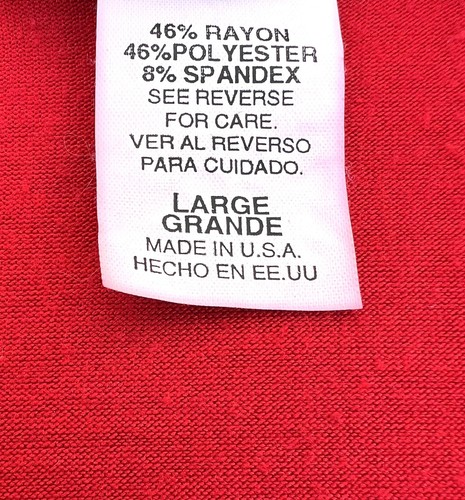 46% RAYON
46%POLYESTER
8% SPANDEX
SEE REVERSE
FOR CARE.
VER AL REVERSO
PARA CUIDADO.
LARGE
GRANDE
MADE IN U.S.A.
HECHO EN EE.UU